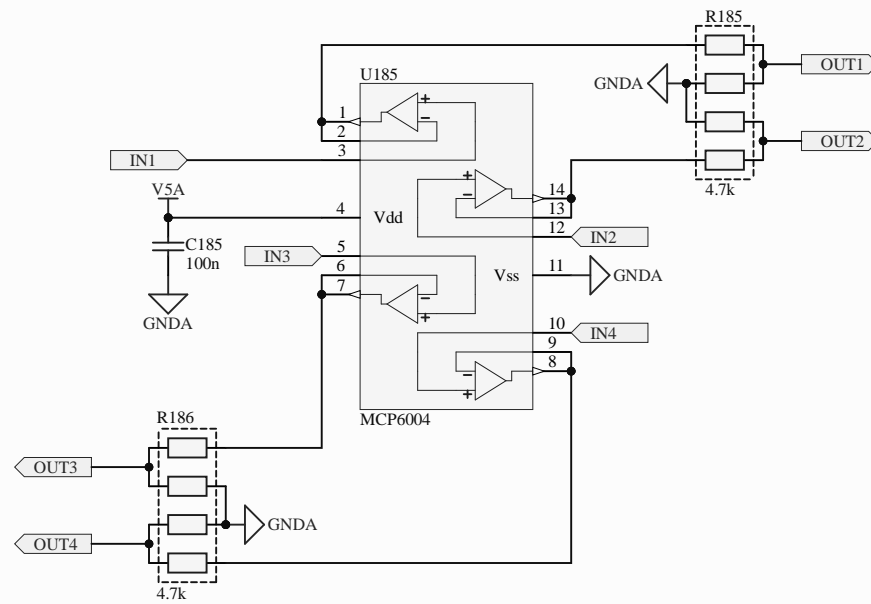 R185
OUT1
GNDA
OUT2
4.7k
U185
1
+
−
2
IN1
3
+
14
−
13
V5A
4
Vdd
12
IN2
C185
100n
IN3
5
Vss
11
GNDA
6
−
7
+
GNDA
10
IN4
9
−
8
+
MCP6004
R186
OUT3
GNDA
OUT4
4.7k